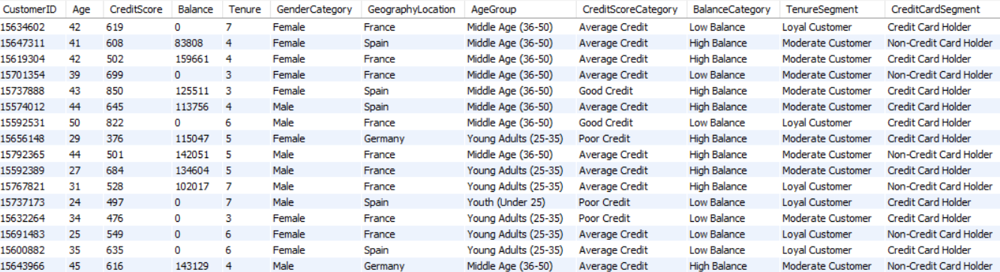 CustomerID Age CreditScore Balance Tenure GenderCategory GeographyLocation AgeGroup CreditScoreCategory BalanceCategory TenureSegment CreditCardSegment
15634602 42 619 0 7 Female France Middle Age (36-50) Average Credit Low Balance Loyal Customer Credit Card Holder
15647311 41 608 83808 4 Female Spain Middle Age (36-50) Average Credit High Balance Moderate Customer Non-Credit Card Holder
15619304 42 502 159661 4 Female France Middle Age (36-50) Average Credit High Balance Moderate Customer Credit Card Holder
15701354 39 699 0 3 Female France Middle Age (36-50) Average Credit Low Balance Moderate Customer Non-Credit Card Holder
15737888 43 850 125511 3 Female Spain Middle Age (36-50) Good Credit High Balance Moderate Customer Credit Card Holder
15574012 44 645 113756 4 Male Spain Middle Age (36-50) Average Credit High Balance Moderate Customer Credit Card Holder
15592531 50 822 0 6 Male France Middle Age (36-50) Good Credit Low Balance Loyal Customer Credit Card Holder
15656148 29 376 115047 5 Female Germany Young Adults (25-35) Poor Credit High Balance Moderate Customer Credit Card Holder
15792365 44 501 142051 5 Male France Middle Age (36-50) Average Credit High Balance Moderate Customer Non-Credit Card Holder
15592389 27 684 134604 5 Male France Young Adults (25-35) Average Credit High Balance Moderate Customer Credit Card Holder
15767821 31 528 102017 7 Male France Young Adults (25-35) Average Credit High Balance Loyal Customer Non-Credit Card Holder
15737173 24 497 0 7 Male Spain Youth (Under 25) Poor Credit Low Balance Loyal Customer Credit Card Holder
15632264 34 476 0 3 Female France Young Adults (25-35) Poor Credit Low Balance Moderate Customer Credit Card Holder
15691483 25 549 0 6 Female France Young Adults (25-35) Average Credit Low Balance Loyal Customer Non-Credit Card Holder
15600882 35 635 0 6 Female Spain Young Adults (25-35) Average Credit Low Balance Loyal Customer Credit Card Holder
15643966 45 616 143129 4 Male Germany Middle Age (36-50) Average Credit High Balance Moderate Customer Non-Credit Card Holder